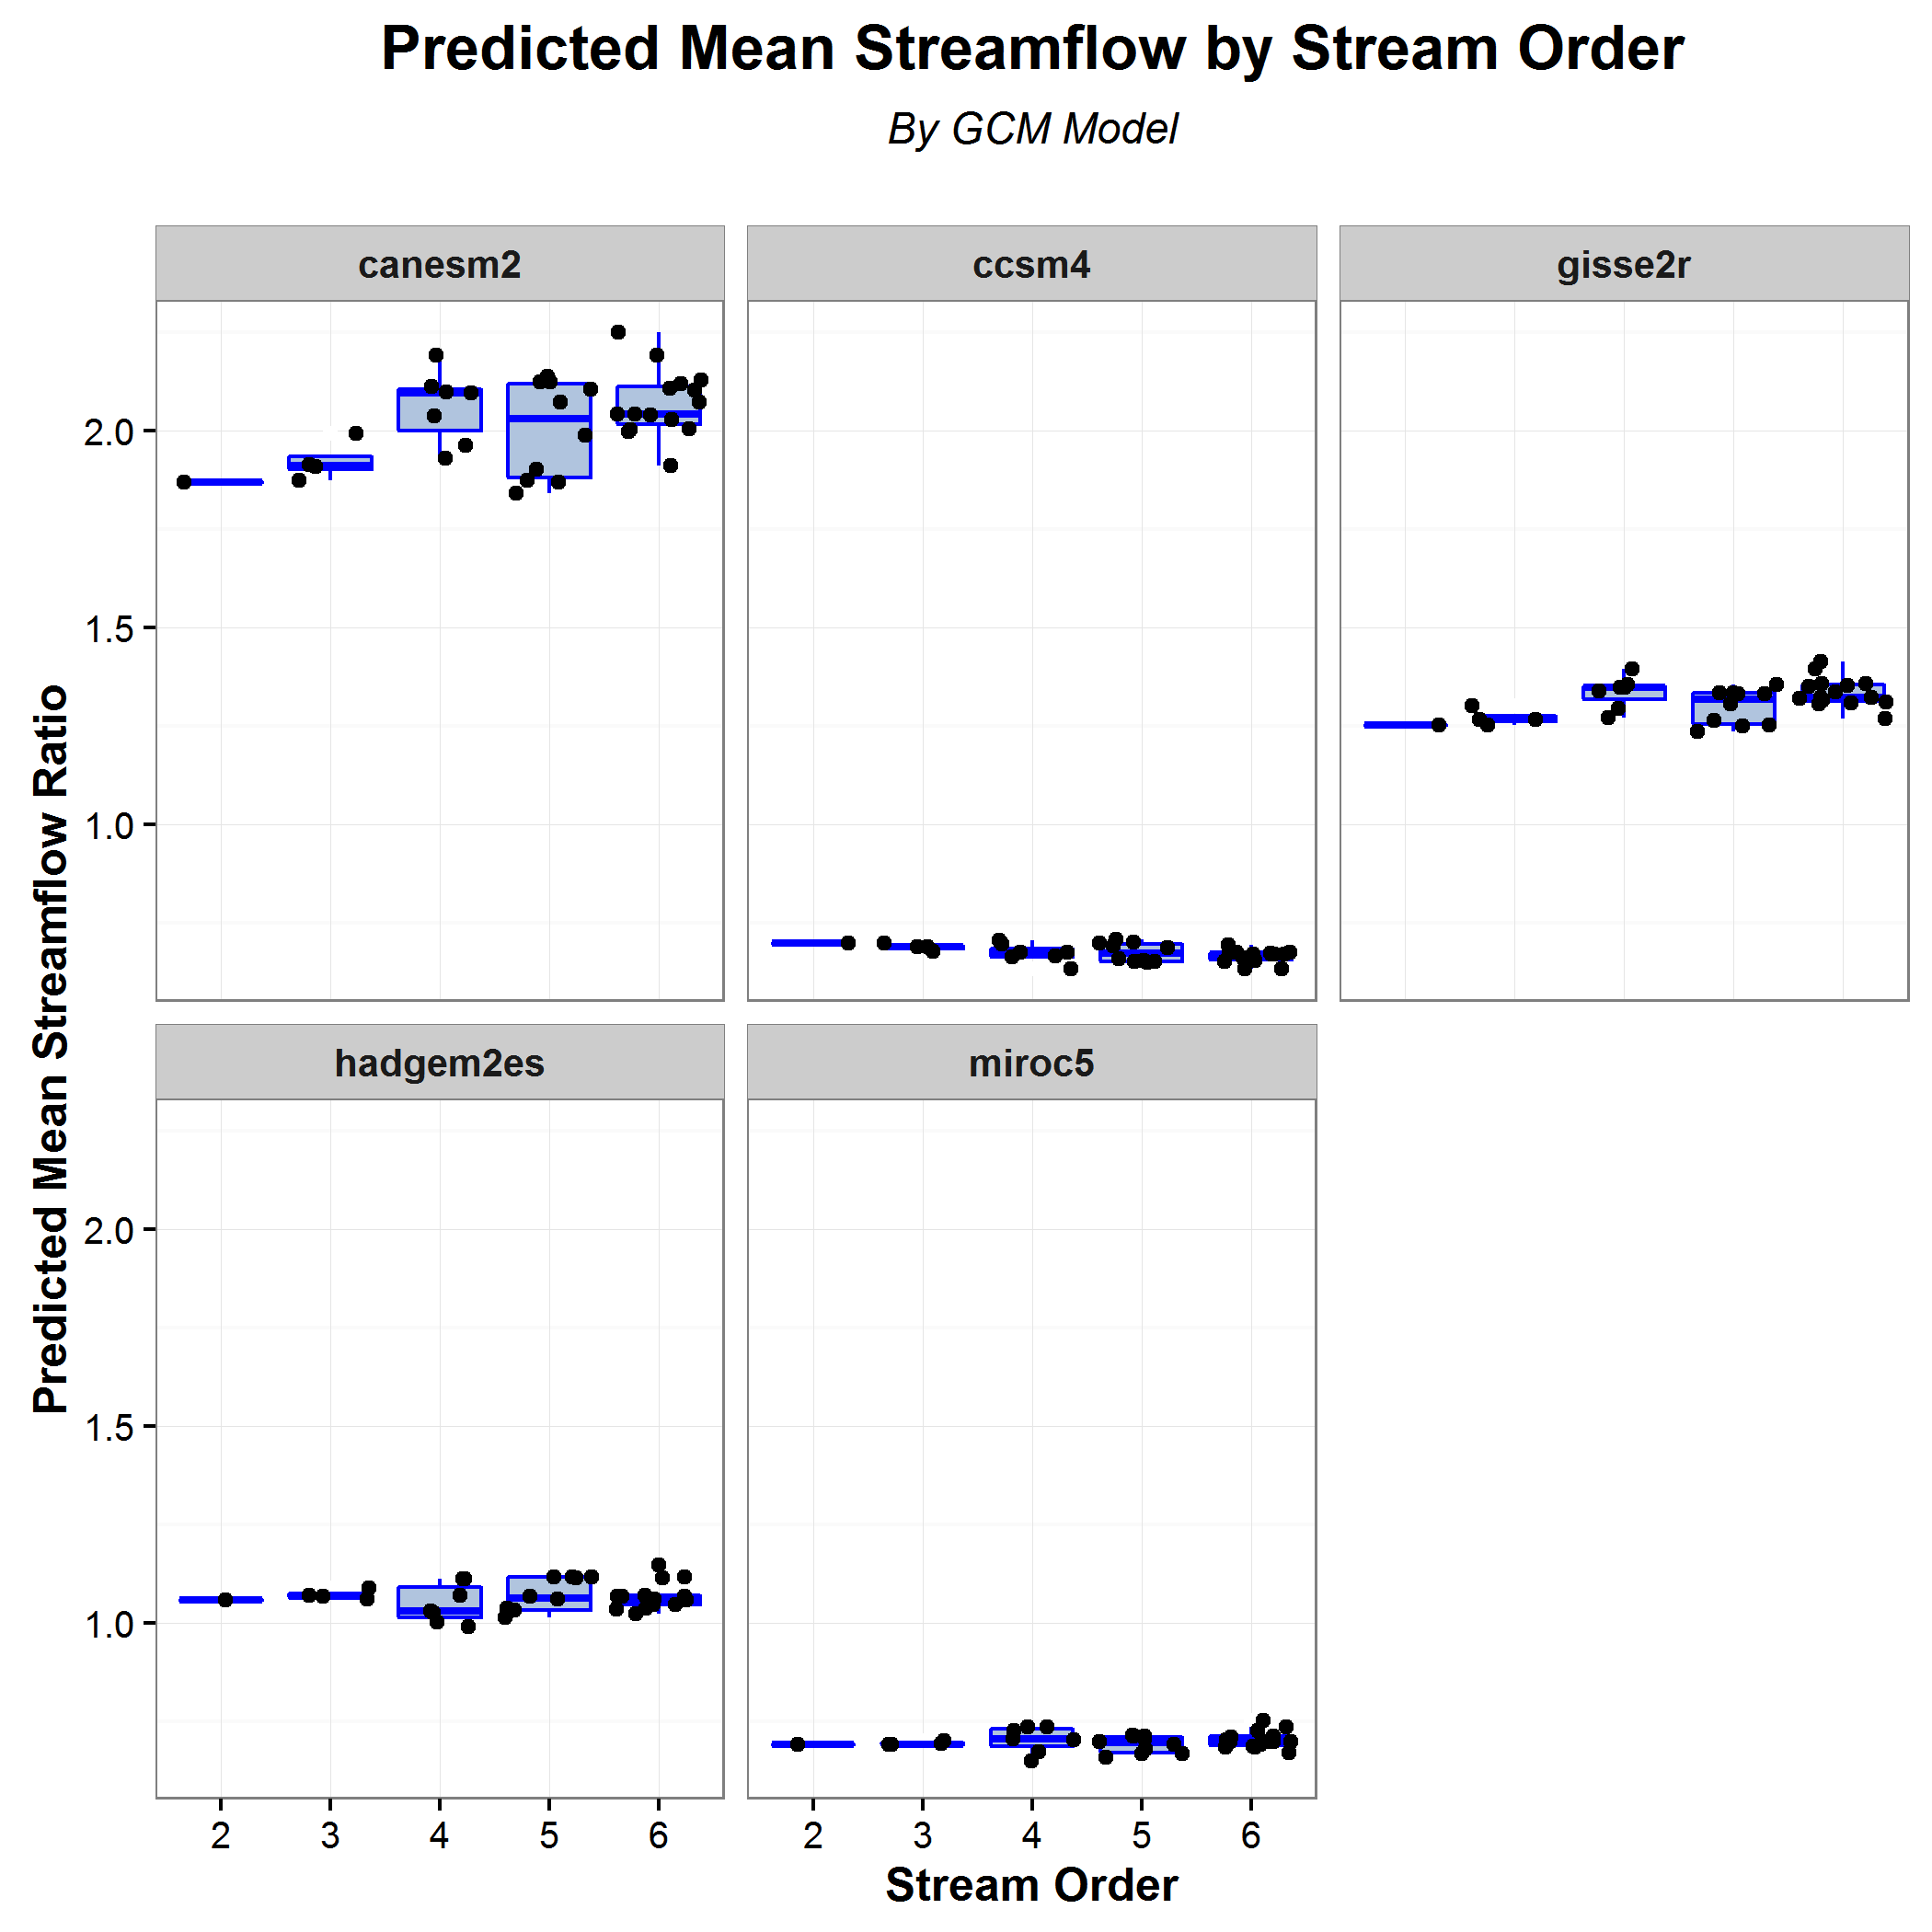 Predicted Mean Streamflow by Stream Order
By GCM Model
canesm2
ccsm4
gisse2r
2.0
1.5
1.0
Predicted Mean Streamflow Ratio
hadgem2es
miroc5
2.0
1.5
1.0
2 3 4 5 6
2 3 4 5 6
Stream Order